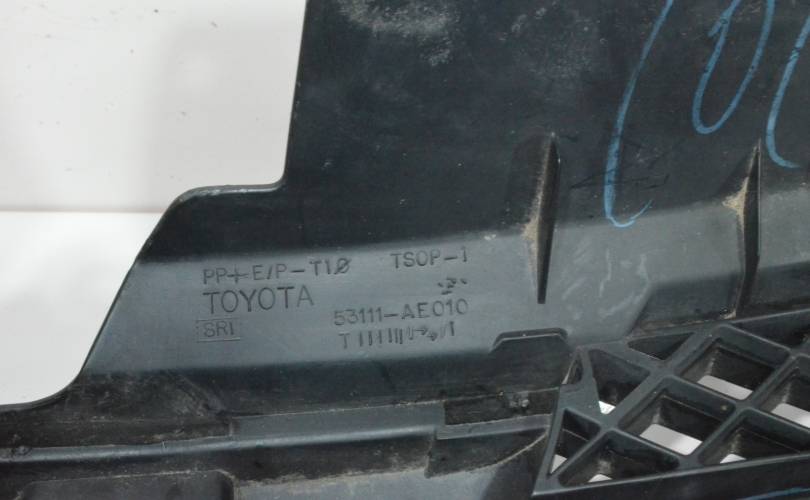 PP+E/P-T10 TSOP-1
TOYOTA
53111-AE010
SRI